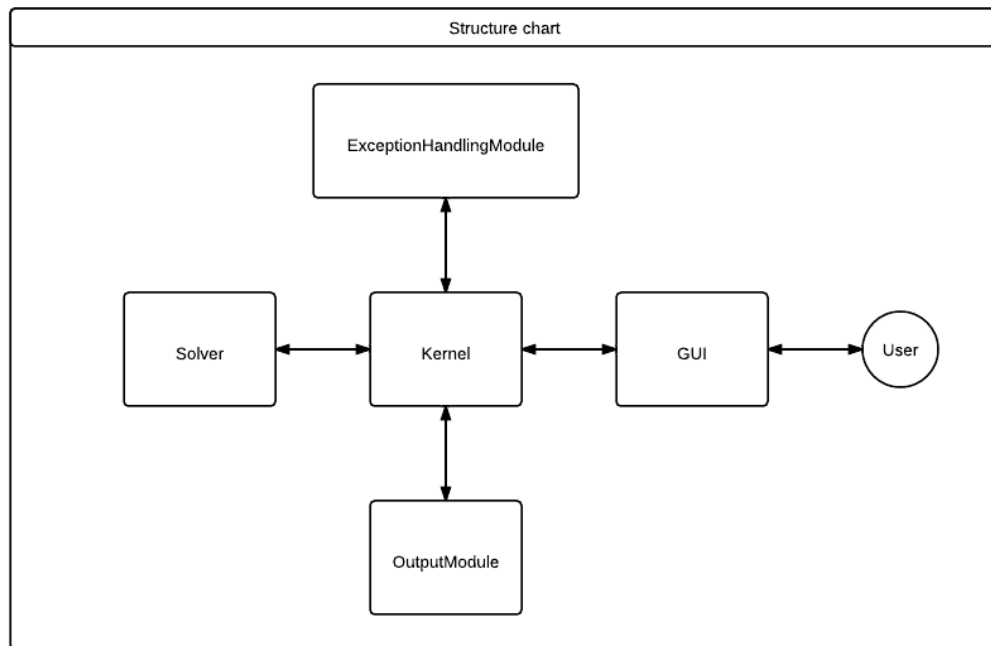 Structure chart
ExceptionHandlingModule
Solver
Kernel
GUI
User
OutputModule